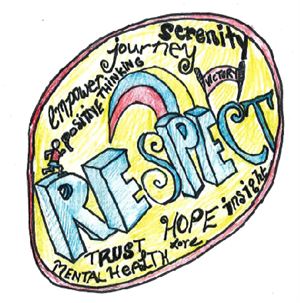 serenity
journey
empower
positive thinking
VICTORY
RESPECT
HOPE
insight
love
TRUST
MENTAL HeaLTH